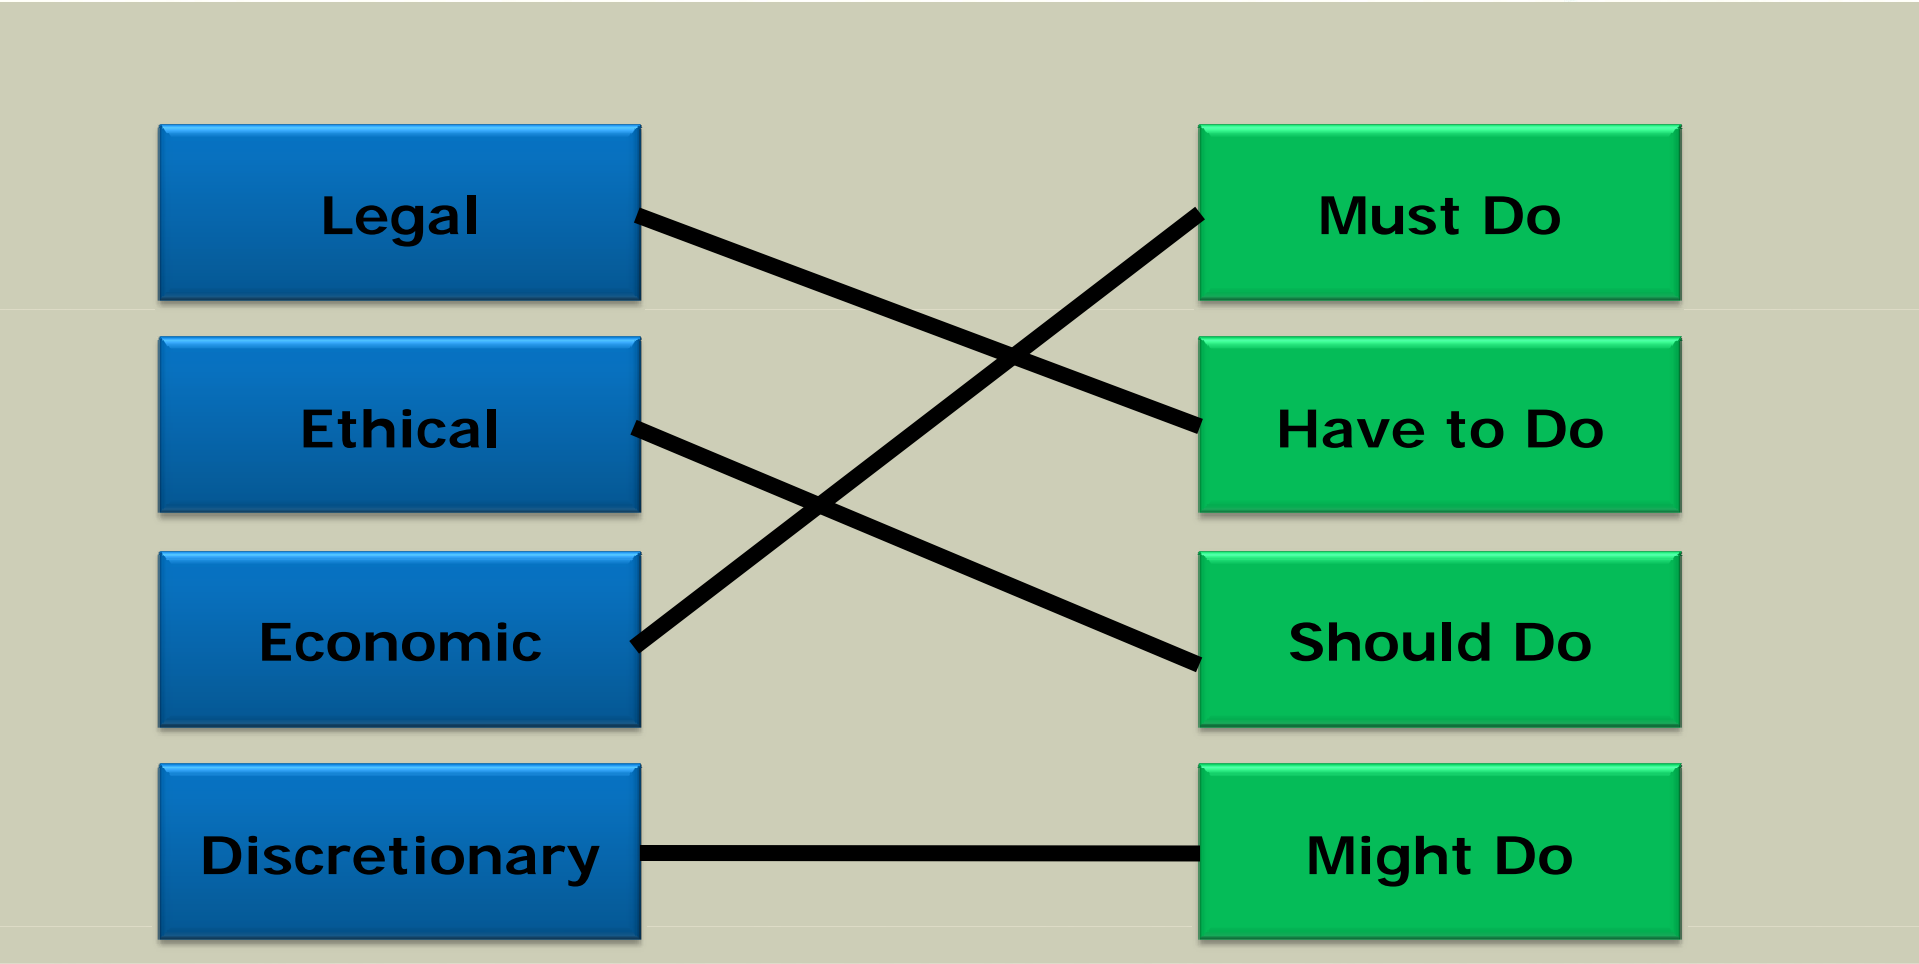 Legal
Must Do
Ethical
Have to Do
Economic
Should Do
Discretionary
Might Do